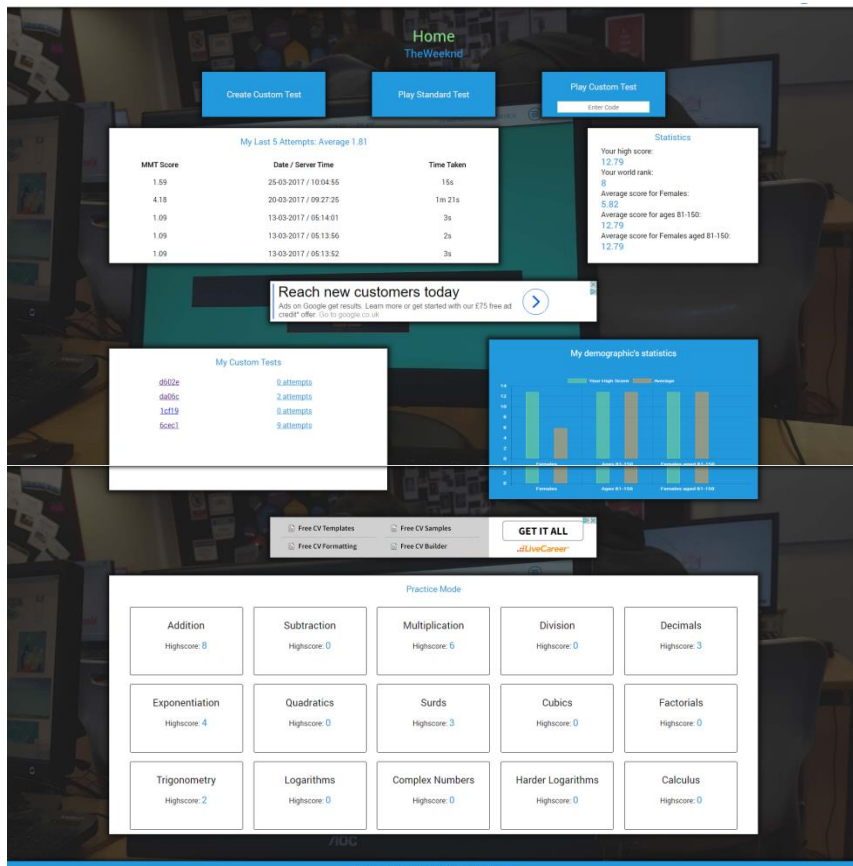 Home
TheWeeknd
Create Custom Test
Play Standard Test
Play Custom Test
Enter Code
My Last 5 Attempts: Average 1.81
MMT Score Date / Server Time Time Taken
1.59 25-03-2017 / 10:04:55 15s
4.18 20-03-2017 / 09:27:25 1m 21s
1.09 13-03-2017 / 05:14:01 3s
1.09 13-03-2017 / 05:13:56 2s
1.09 13-03-2017 / 05:13:52 3s
Statistics
Your high score:
12.79
Your world rank:
8
Average score for Females:
5.82
Average score for ages 81-150:
12.79
Average score for Females aged 81-150:
12.79
Reach new customers today
Ads on Google get results. Learn more or get started with our £75 free ad
credit* offer. Go to google.co.uk
My Custom Tests
d602e 0 attempts
da06c 2 attempts
1cf19 0 attempts
6cec1 9 attempts
My demographic's statistics
Your High Score Average
14
12
10
8
6
4
2
0
Females Ages 81-150 Females aged 81-150
2
0
Females Ages 81-150 Females aged 81-150
Free CV Templates Free CV Samples
Free CV Formatting Free CV Builder
GET IT ALL
LiveCareer
Practice Mode
Addition Subtraction Multiplication Division Decimals
Highscore: 8 Highscore: 0 Highscore: 6 Highscore: 0 Highscore: 3
Exponentiation Quadratics Surds Cubics Factorials
Highscore: 4 Highscore: 0 Highscore: 3 Highscore: 0 Highscore: 0
Trigonometry Logarithms Complex Numbers Harder Logarithms Calculus
Highscore: 2 Highscore: 0 Highscore: 0 Highscore: 0 Highscore: 0
AOC